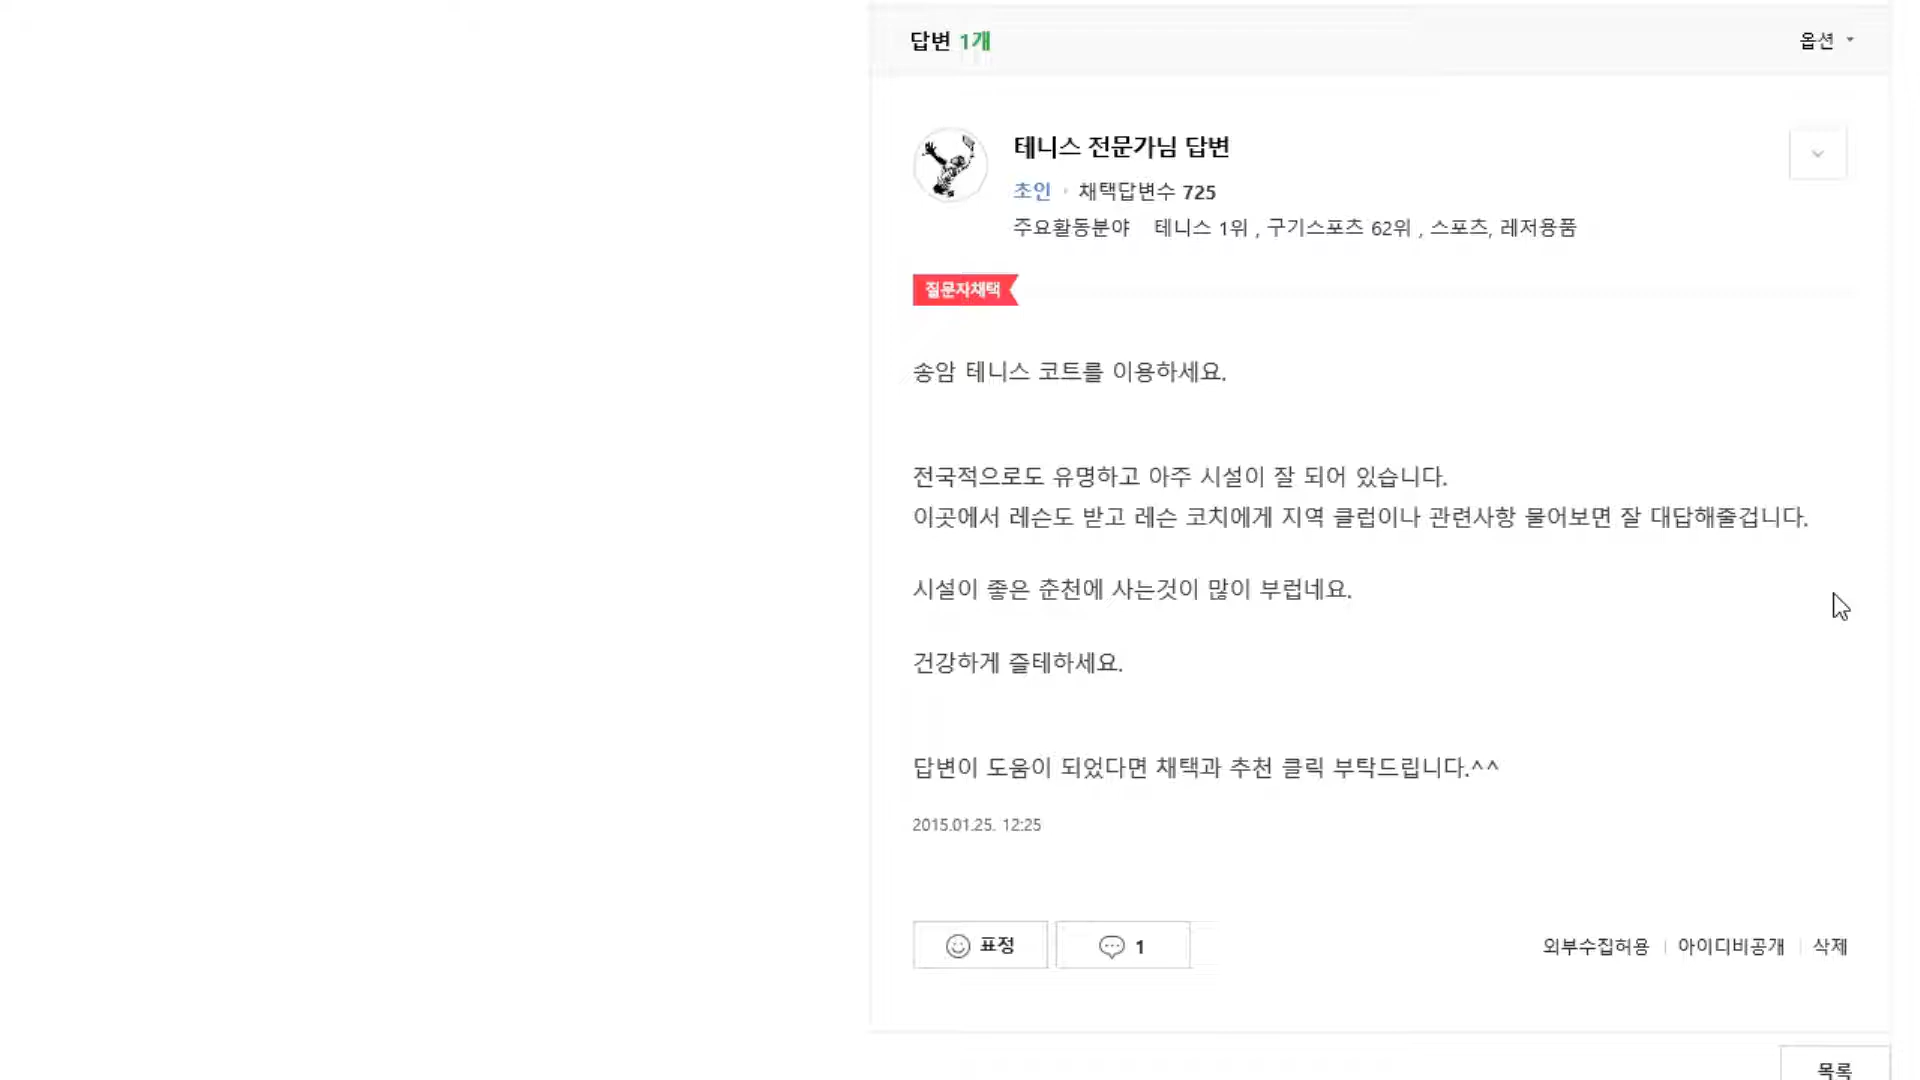 답변 1개
옵션
테니스 전문가님 답변
초인 · 채택답변수 725
주요활동분야 테니스 1위 , 구기스포츠 62위 , 스포츠, 레저용품
질문자채택
송암 테니스 코트를 이용하세요.
전국적으로도 유명하고 아주 시설이 잘 되어 있습니다.
이곳에서 레슨도 받고 레슨 코치에게 지역 클럽이나 관련사항 물어보면 잘 대답해줄겁니다.
시설이 좋은 춘천에 사는것이 많이 부럽네요.
건강하게 즐테하세요.
답변이 도움이 되었다면 채택과 추천 클릭 부탁드립니다.^^
2015.01.25. 12:25
표정
1
외부수집허용 | 아이디비공개 | 삭제
목록